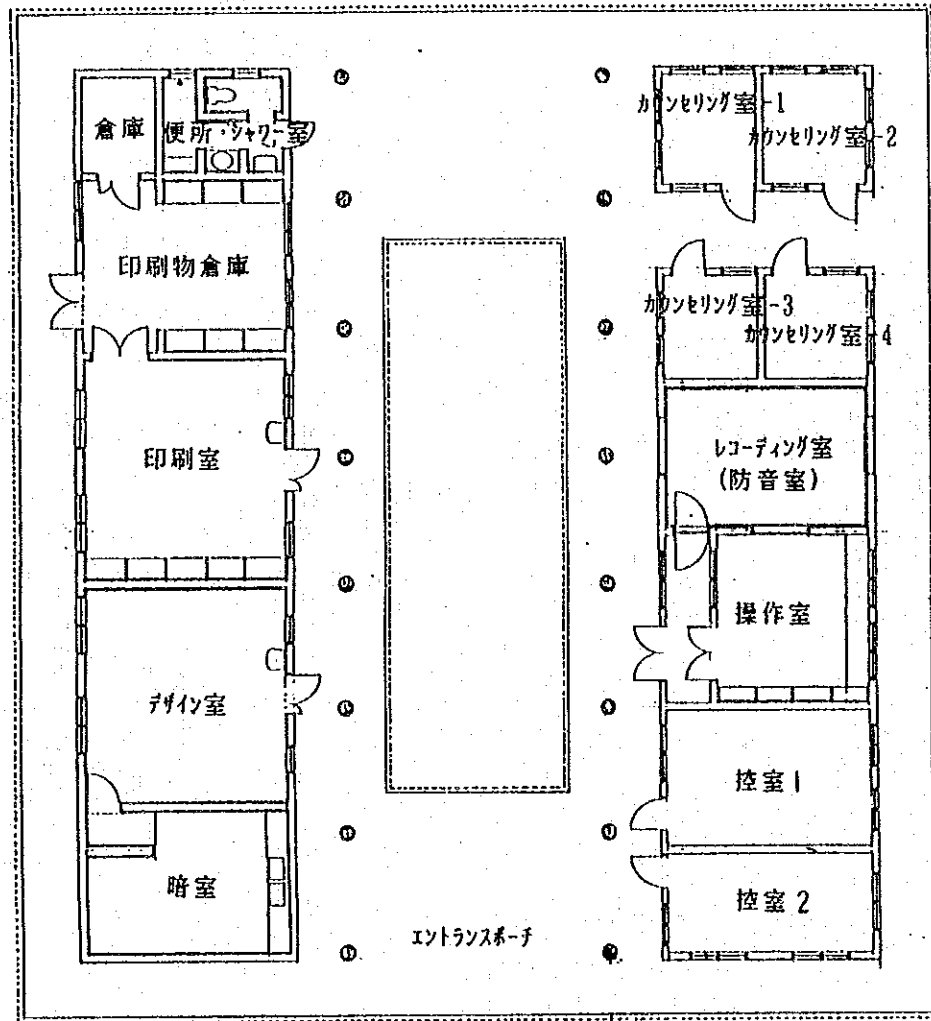 倉庫
便所・シャワー室
印刷物倉庫
印刷室
デザイン室
暗室
エントランスポーチ
カウンセリング室-1
カウンセリング室-2
カウンセリング室-3
カウンセリング室-4
レコーディング室
(防音室)
操作室
控室1
控室2